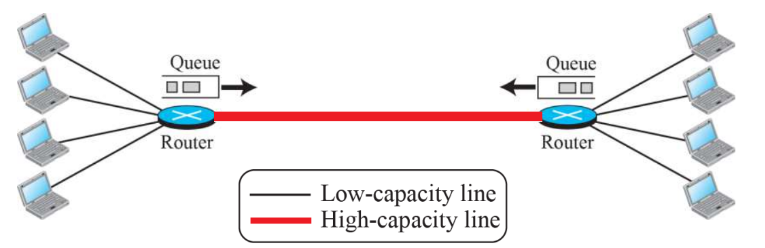 Queue
Queue
Router
Router
Low-capacity line
High-capacity line